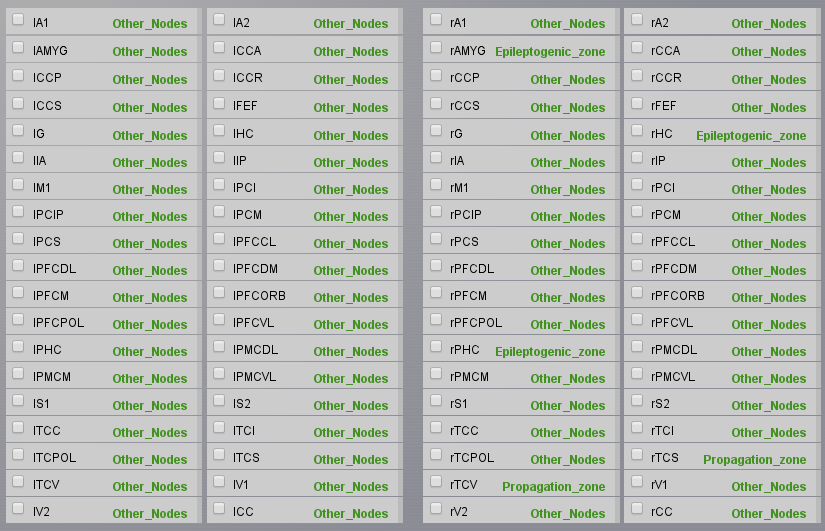 lA1 Other_Nodes lA2 Other_Nodes rA1 Other_Nodes rA2 Other_Nodes
lAMYG Other_Nodes lCCA Other_Nodes rAMYG Epileptogenic_zone rCCA Other_Nodes
lCCP Other_Nodes lCCR Other_Nodes rCCP Other_Nodes rCCR Other_Nodes
lCCS Other_Nodes lFEF Other_Nodes rCCS Other_Nodes rFEF Other_Nodes
lG Other_Nodes lHC Other_Nodes rG Other_Nodes rHC Epileptogenic_zone
lIA Other_Nodes lIP Other_Nodes rIA Other_Nodes rIP Other_Nodes
lM1 Other_Nodes lPCI Other_Nodes rM1 Other_Nodes rPCI Other_Nodes
lPCIP Other_Nodes lPCM Other_Nodes rPCIP Other_Nodes rPCM Other_Nodes
lPCS Other_Nodes lPFCCL Other_Nodes rPCS Other_Nodes rPFCCL Other_Nodes
lPFCDL Other_Nodes lPFCDM Other_Nodes rPFCDL Other_Nodes rPFCDM Other_Nodes
lPFCM Other_Nodes lPFCORB Other_Nodes rPFCM Other_Nodes rPFCORB Other_Nodes
lPFCPOL Other_Nodes lPFCVL Other_Nodes rPFCPOL Other_Nodes rPFCVL Other_Nodes
lPHC Other_Nodes lPMCDL Other_Nodes rPHC Epileptogenic_zone rPMCDL Other_Nodes
lPMCM Other_Nodes lPMCVL Other_Nodes rPMCM Other_Nodes rPMCVL Other_Nodes
lS1 Other_Nodes lS2 Other_Nodes rS1 Other_Nodes rS2 Other_Nodes
lTCC Other_Nodes lTCI Other_Nodes rTCC Other_Nodes rTCI Other_Nodes
lTCPOL Other_Nodes lTCS Other_Nodes rTCPOL Other_Nodes rTCS Propagation_zone
lTCV Other_Nodes lV1 Other_Nodes rTCV Propagation_zone rV1 Other_Nodes
lV2 Other_Nodes lCC Other_Nodes rV2 Other_Nodes rCC Other_Nodes